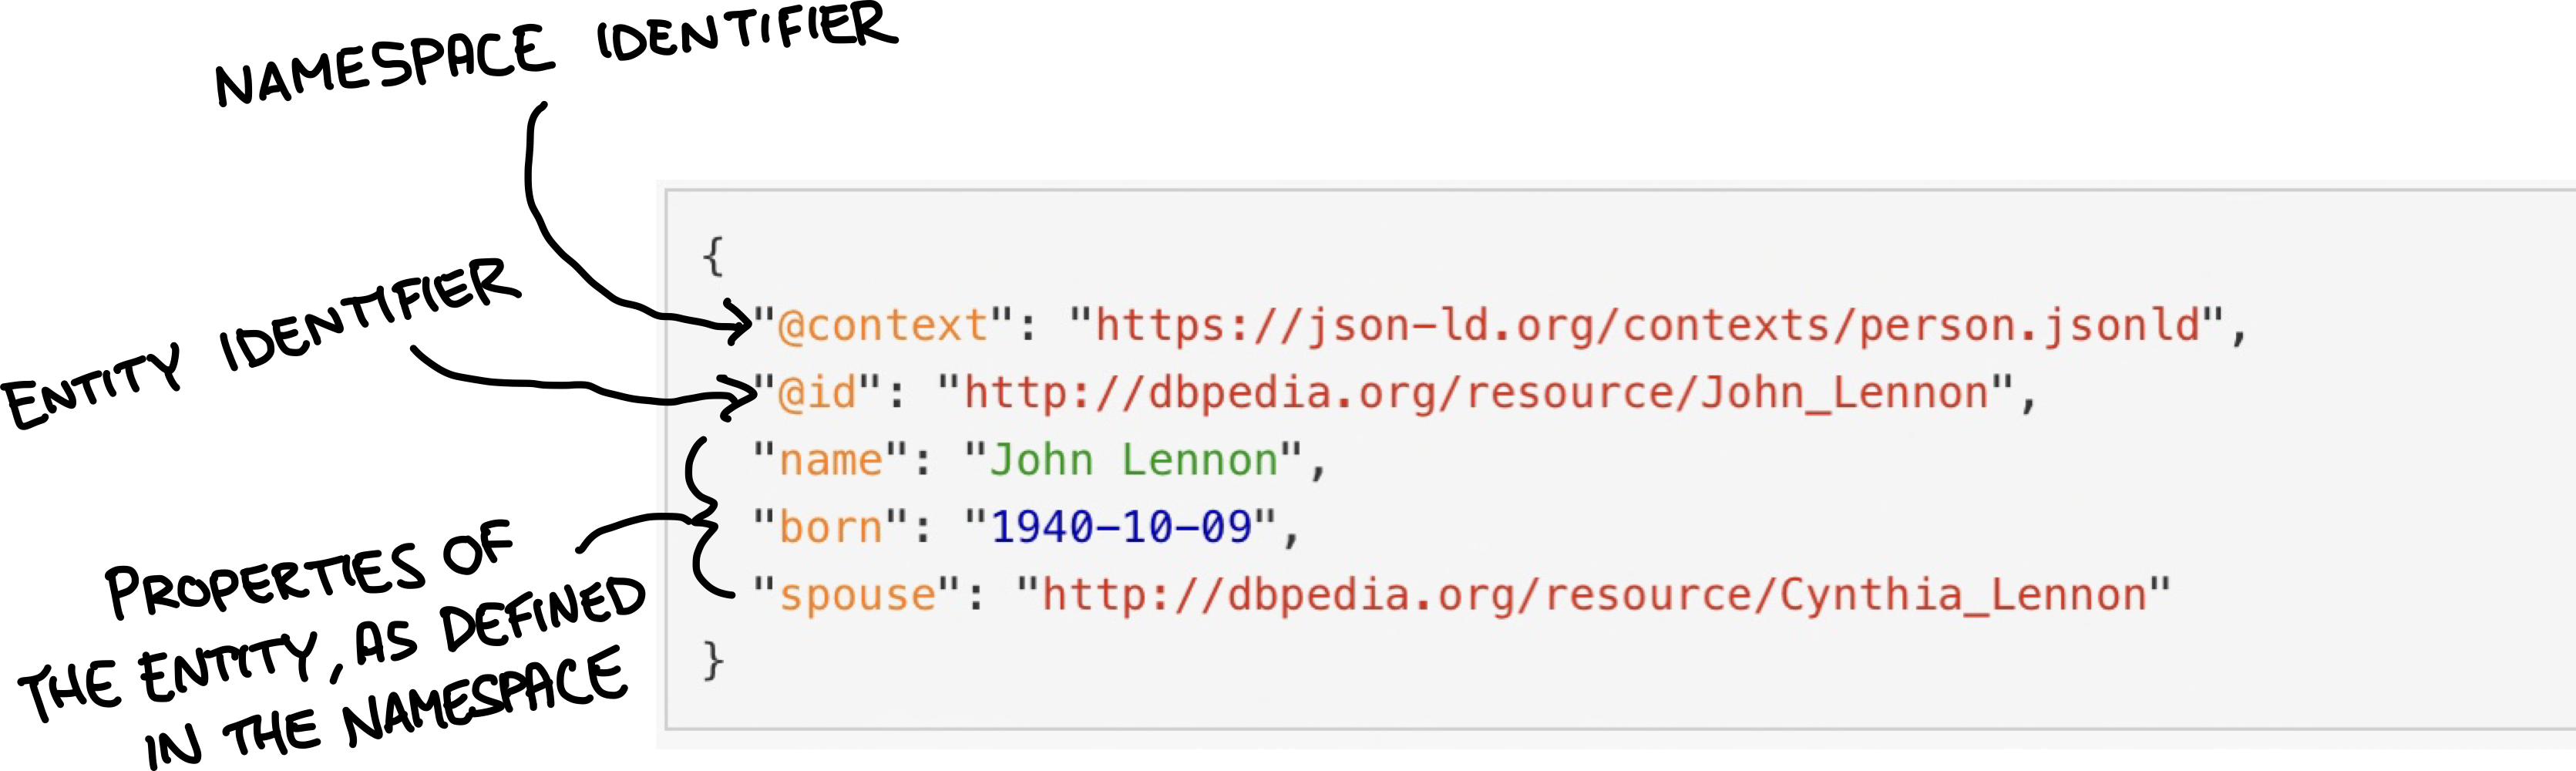 NAMESPACE IDENTIFIER
ENTITY IDENTIFIER
PROPERTIES OF
THE ENTITY, AS DEFINED
IN THE NAMESPACE
{
"@context": "https://json-ld.org/contexts/person.jsonld",
"@id": "http://dbpedia.org/resource/John_Lennon",
"name": "John Lennon",
"born": "1940-10-09",
"spouse": "http://dbpedia.org/resource/Cynthia_Lennon"
}